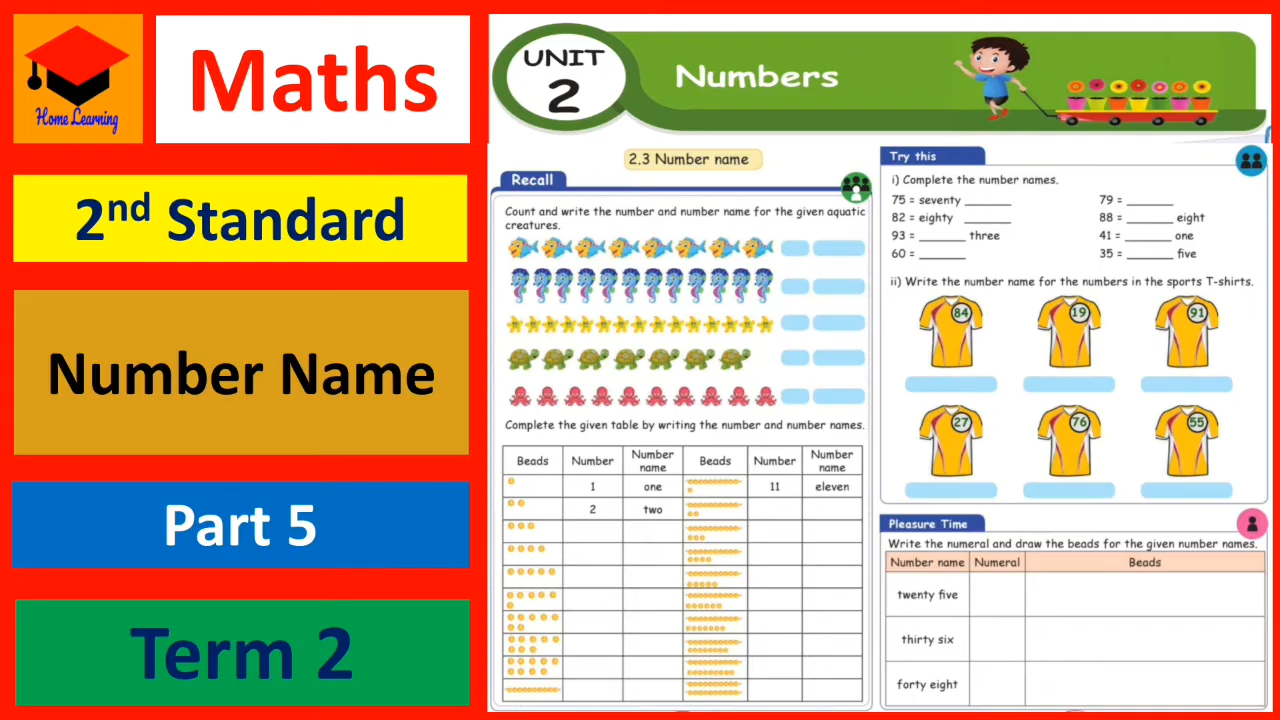 Home Learning
Maths
2nd Standard
Number Name
Part 5
Term 2
UNIT
2
Numbers
2.3 Number name
Recall
Count and write the number and number name for the given aquatic
creatures.
Complete the given table by writing the number and number names.
Beads Number Number name Beads Number Number name
1 one 11 eleven
2 two
Try this
i) Complete the number names.
75 = seventy _______ 79 = _______
82 = eighty _______ 88 = _______ eight
93 = _______ three 41 = _______ one
60 = _______ 35 = _______ five
ii) Write the number name for the numbers in the sports T-shirts.
84 19 91
27 76 55
Pleasure Time
Write the numeral and draw the beads for the given number names.
Number name Numeral Beads
twenty five
thirty six
forty eight